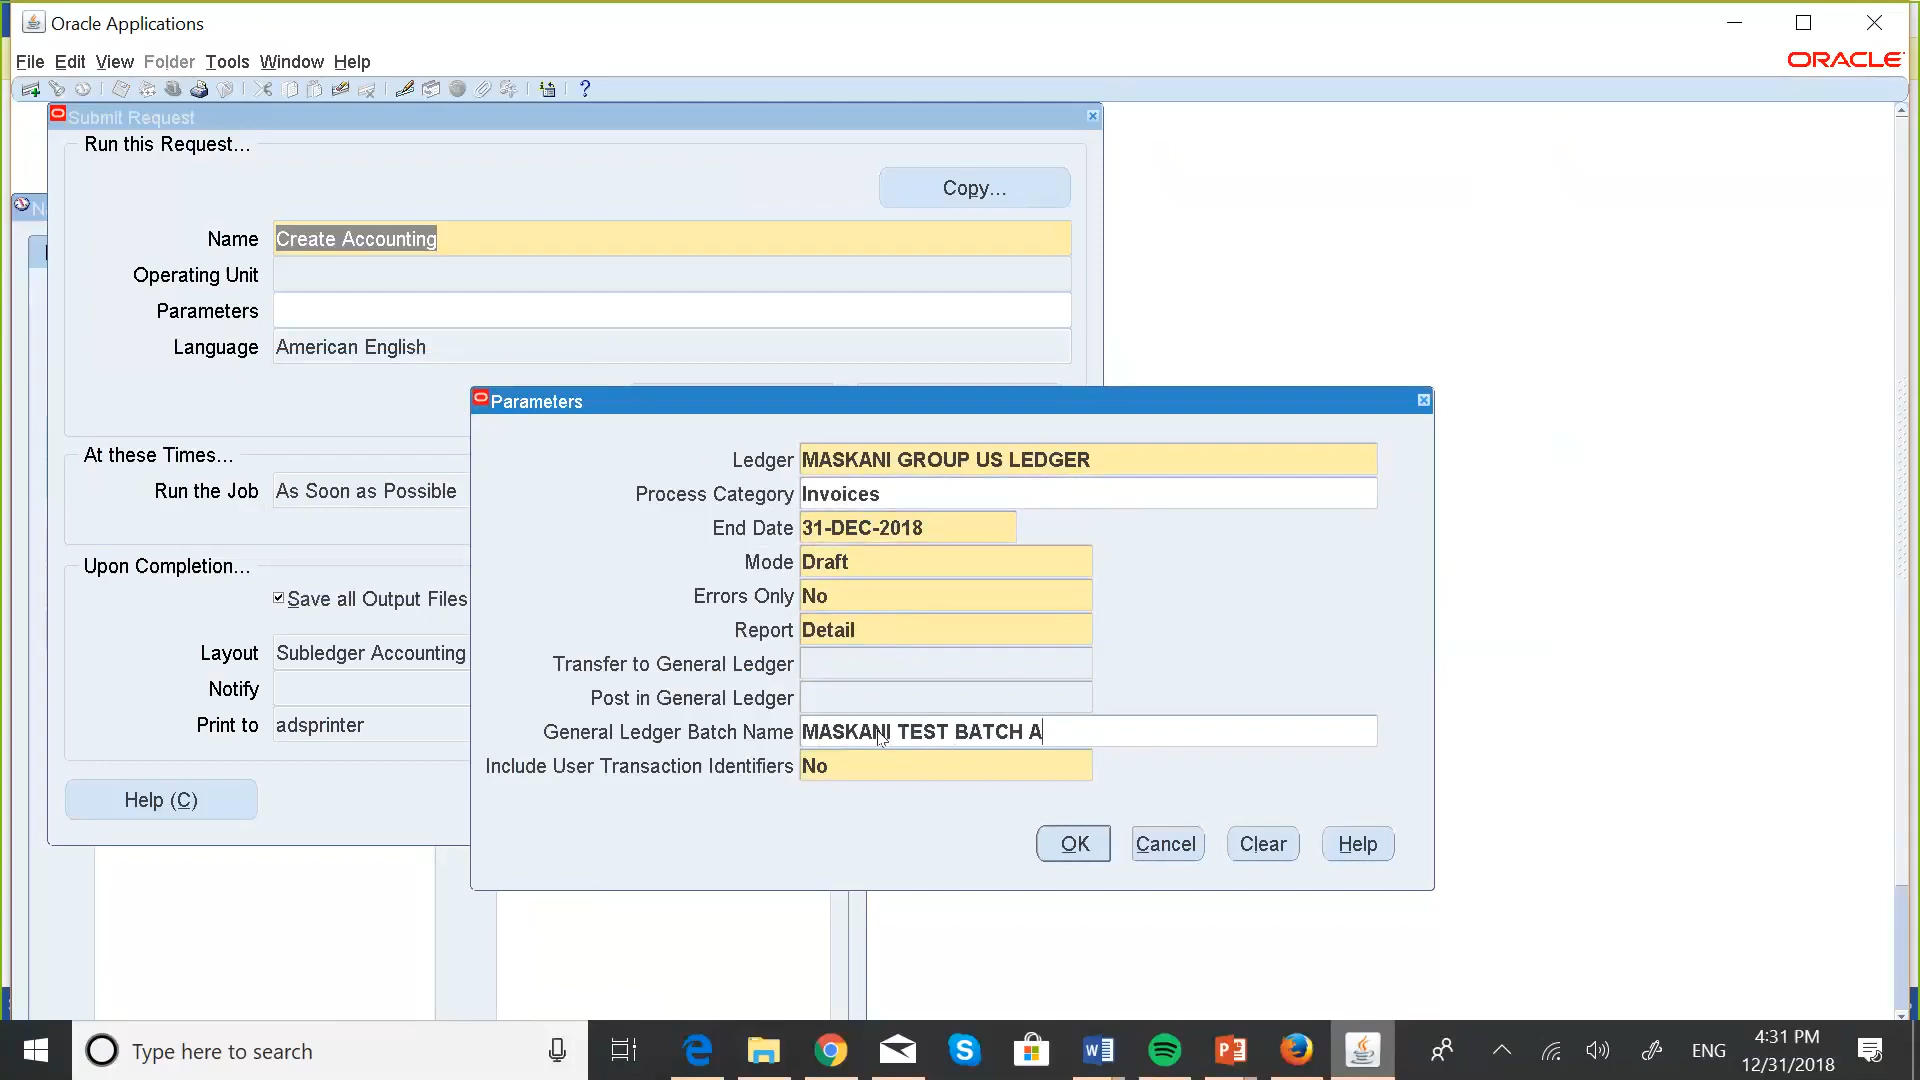 Oracle Applications
File Edit View Folder Tools Window Help
ORACLE
Submit Request
Run this Request...
Copy...
Name Create Accounting
Operating Unit
Parameters
Language American English
At these Times...
Run the Job As Soon as Possible
Upon Completion...
Save all Output Files
Layout Subledger Accounting
Notify
Print to adsprinter
Help (C)
Parameters
Ledger MASKANI GROUP US LEDGER
Process Category Invoices
End Date 31-DEC-2018
Mode Draft
Errors Only No
Report Detail
Transfer to General Ledger
Post in General Ledger
General Ledger Batch Name MASKANI TEST BATCH A
Include User Transaction Identifiers No
OK Cancel Clear Help
Type here to search
ENG
4:31 PM
12/31/2018